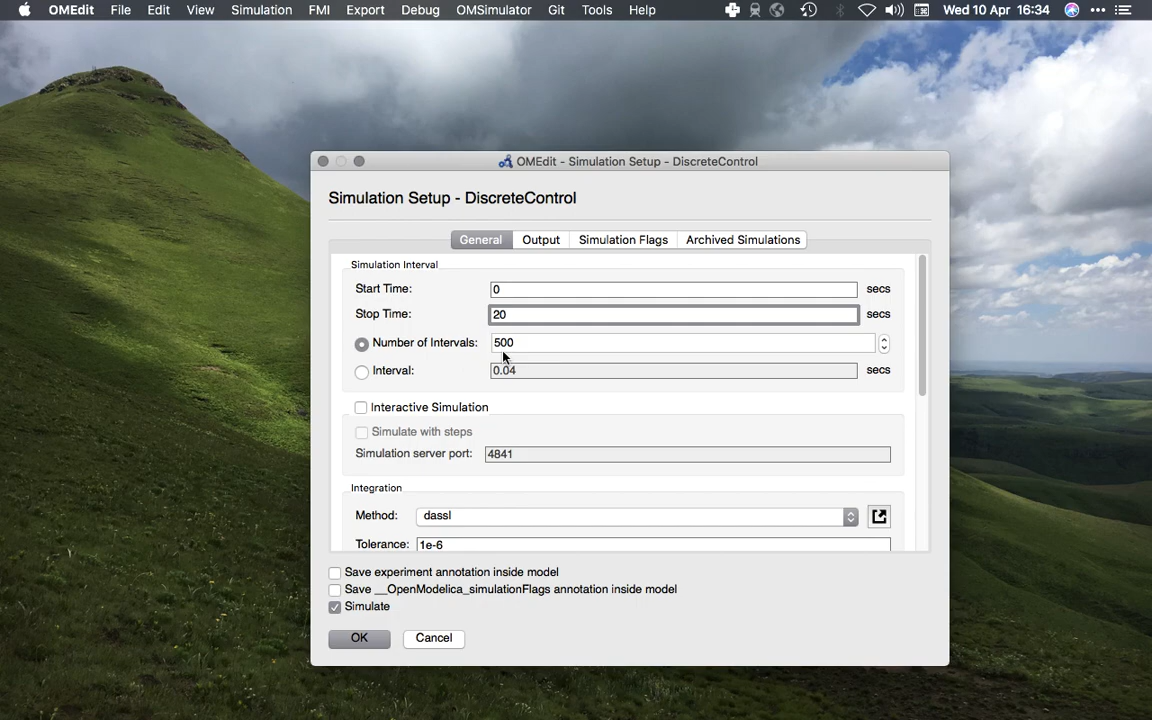 OMEdit File Edit View Simulation FMI Export Debug OMSimulator Git Tools Help Wed 10 Apr 16:34
OMEdit - Simulation Setup - DiscreteControl
Simulation Setup - DiscreteControl
General Output Simulation Flags Archived Simulations
Simulation Interval
Start Time: 0 secs
Stop Time: 20 secs
Number of Intervals: 500
Interval: 0.04 secs
Interactive Simulation
Simulate with steps
Simulation server port: 4841
Integration
Method: dassl
Tolerance: 1e-6
Save experiment annotation inside model
Save __OpenModelica_simulationFlags annotation inside model
Simulate
OK Cancel